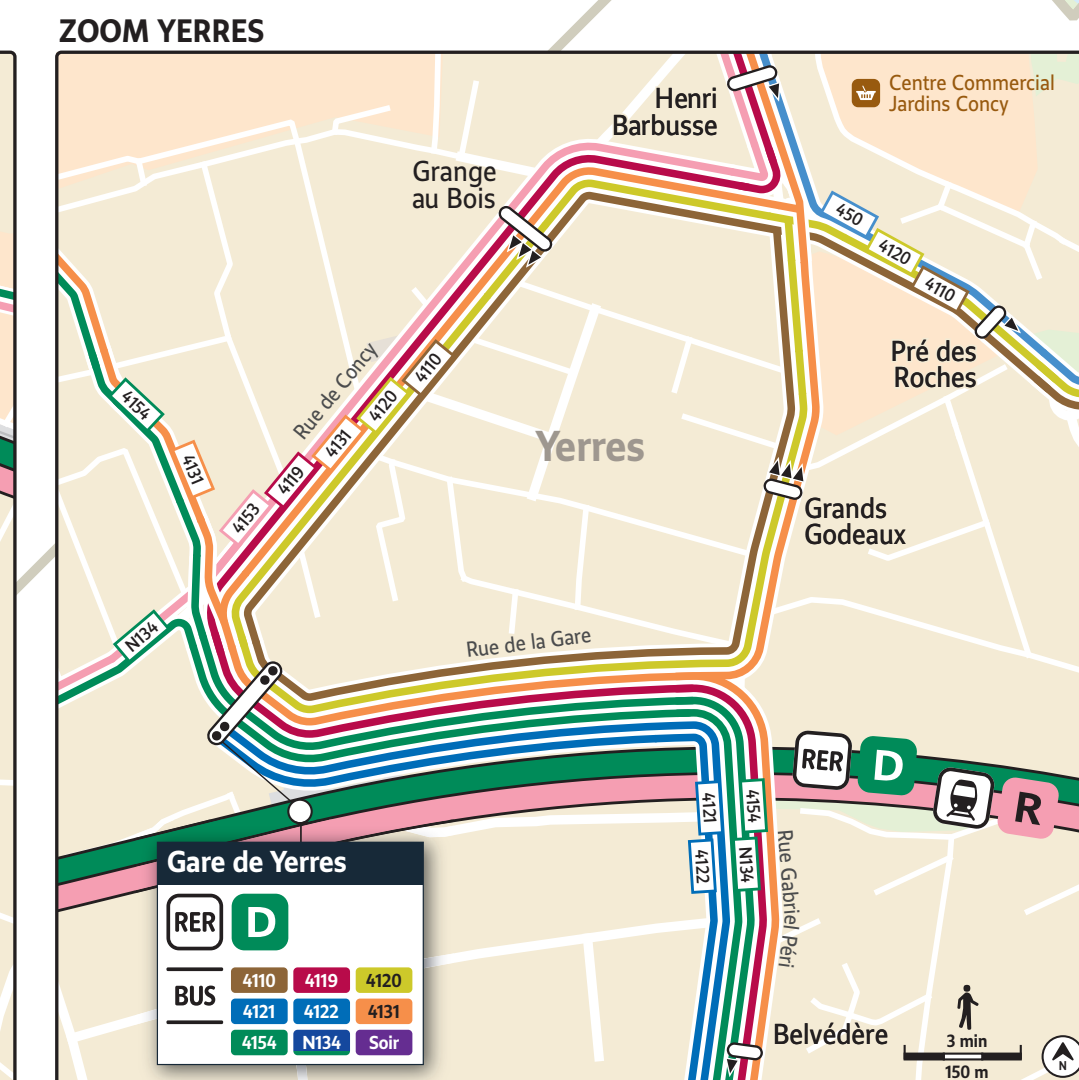 ZOOM YERRES
Centre Commercial
Jardins Concy
Henri
Barbusse
Grange
au Bois
450
4120
4110
Pré des
Roches
Rue de Concy
4110
4120
4131
4119
4153
4154
4131
N134
Yerres
Grands
Godeaux
Rue de la Gare
RER
D
R
4121
4154
4122
N134
Rue Gabriel Péri
Gare de Yerres
RER
D
BUS
4110
4119
4120
4121
4122
4131
4154
N134
Soir
Belvédère
3 min
150 m
N